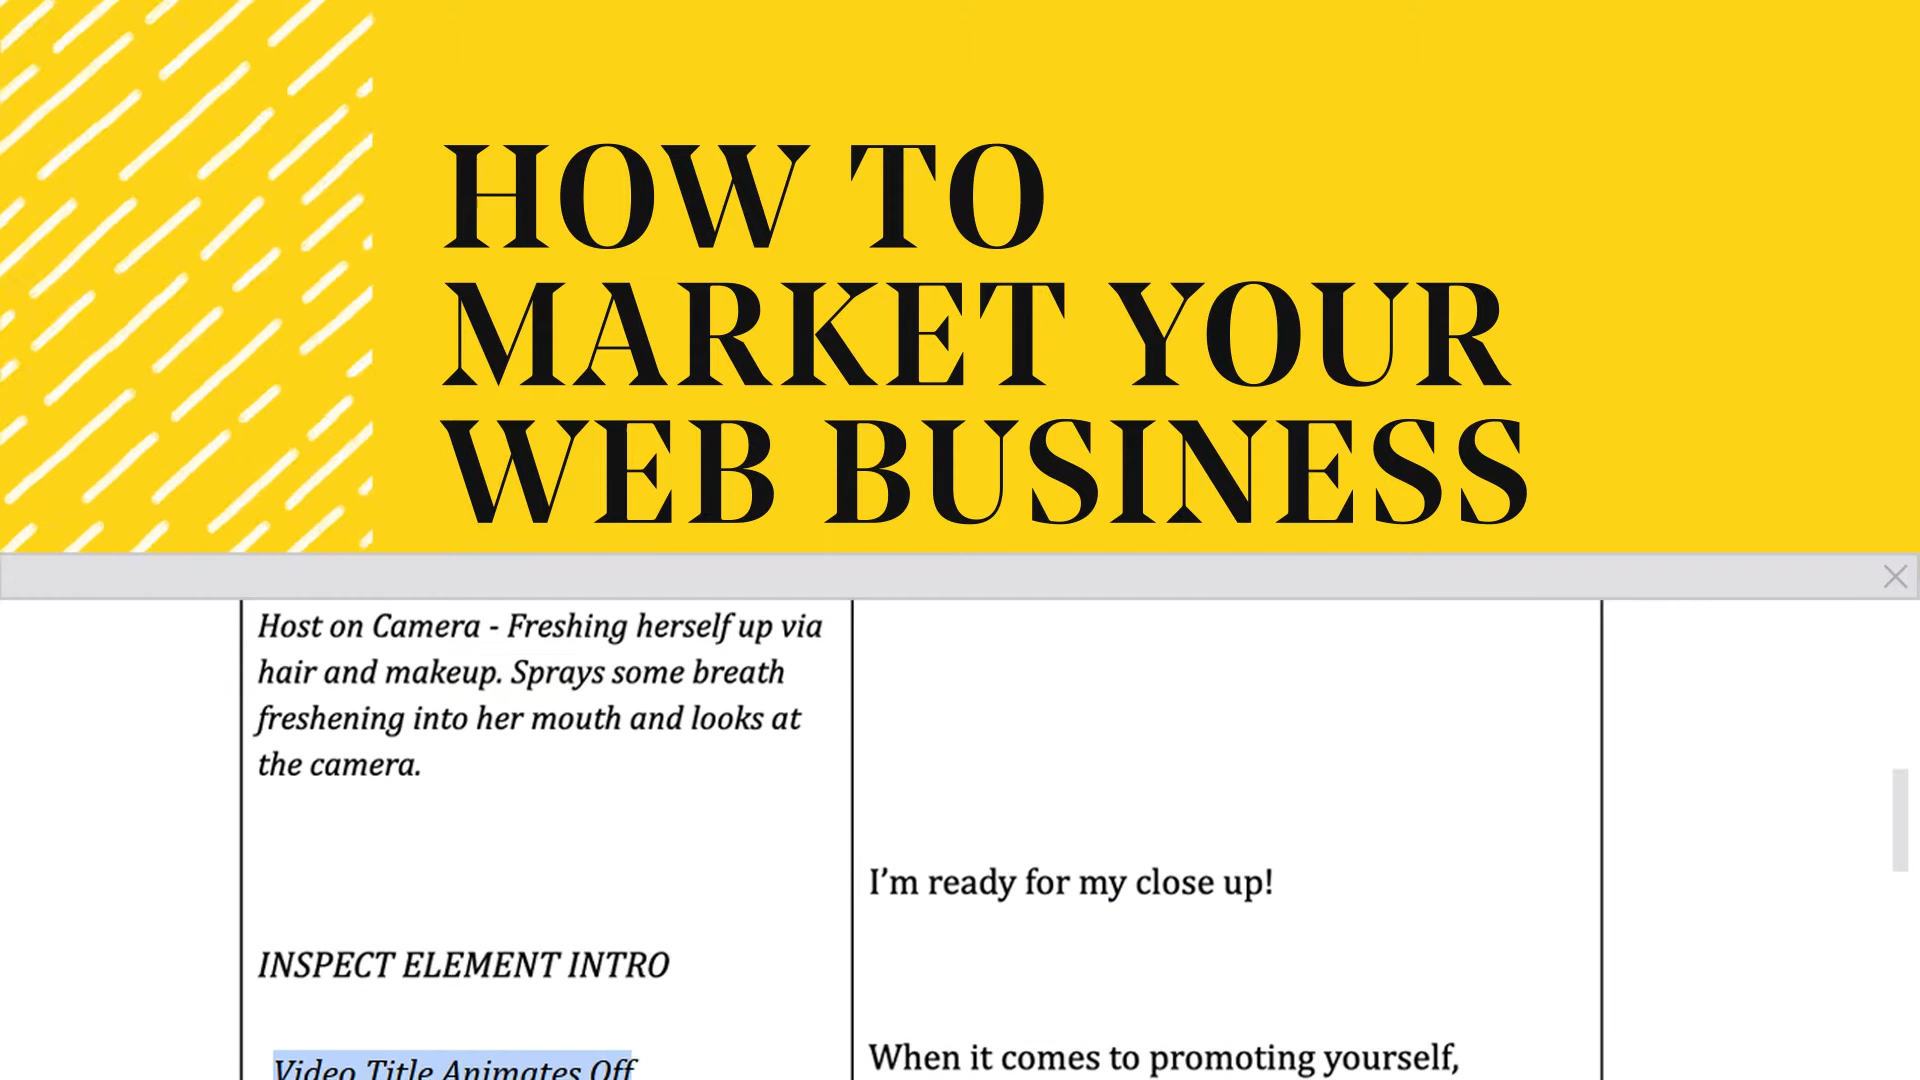 HOW TO
MARKET YOUR
WEB BUSINESS
Host on Camera - Freshing herself up via
hair and makeup. Sprays some breath
freshening into her mouth and looks at
the camera.
I’m ready for my close up!
INSPECT ELEMENT INTRO
When it comes to promoting yourself,
Video Title Animates Off